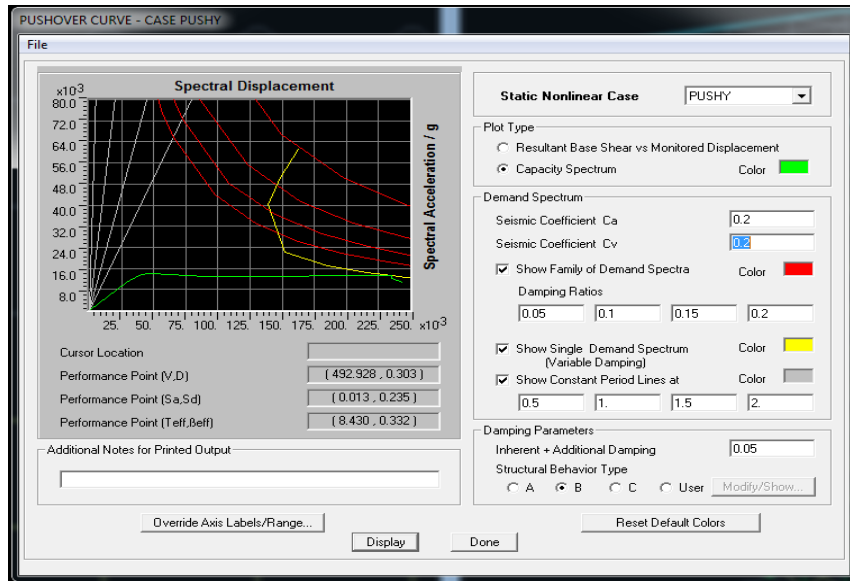 PUSHOVER CURVE - CASE PUSHY
File
Spectral Displacement
x10-3
80.0
72.0
64.0
56.0
48.0
40.0
32.0
24.0
16.0
8.0
Spectral Acceleration / g
25. 50. 75. 100. 125. 150. 175. 200. 225. 250. x10-3
Cursor Location
Performance Point (V,D) ( 492.928 , 0.303 )
Performance Point (Sa,Sd) ( 0.013 , 0.235 )
Performance Point (Teff,ßeff) ( 8.430 , 0.332 )
Additional Notes for Printed Output
Override Axis Labels/Range...
Static Nonlinear Case PUSHY
Plot Type
Resultant Base Shear vs Monitored Displacement
Capacity Spectrum Color
Demand Spectrum
Seismic Coefficient Ca 0.2
Seismic Coefficient Cv 0.2
Show Family of Demand Spectra Color
Damping Ratios
0.05 0.1 0.15 0.2
Show Single Demand Spectrum Color
(Variable Damping)
Show Constant Period Lines at Color
0.5 1. 1.5 2.
Damping Parameters
Inherent + Additional Damping 0.05
Structural Behavior Type
A B C User Modify/Show...
Reset Default Colors
Display Done